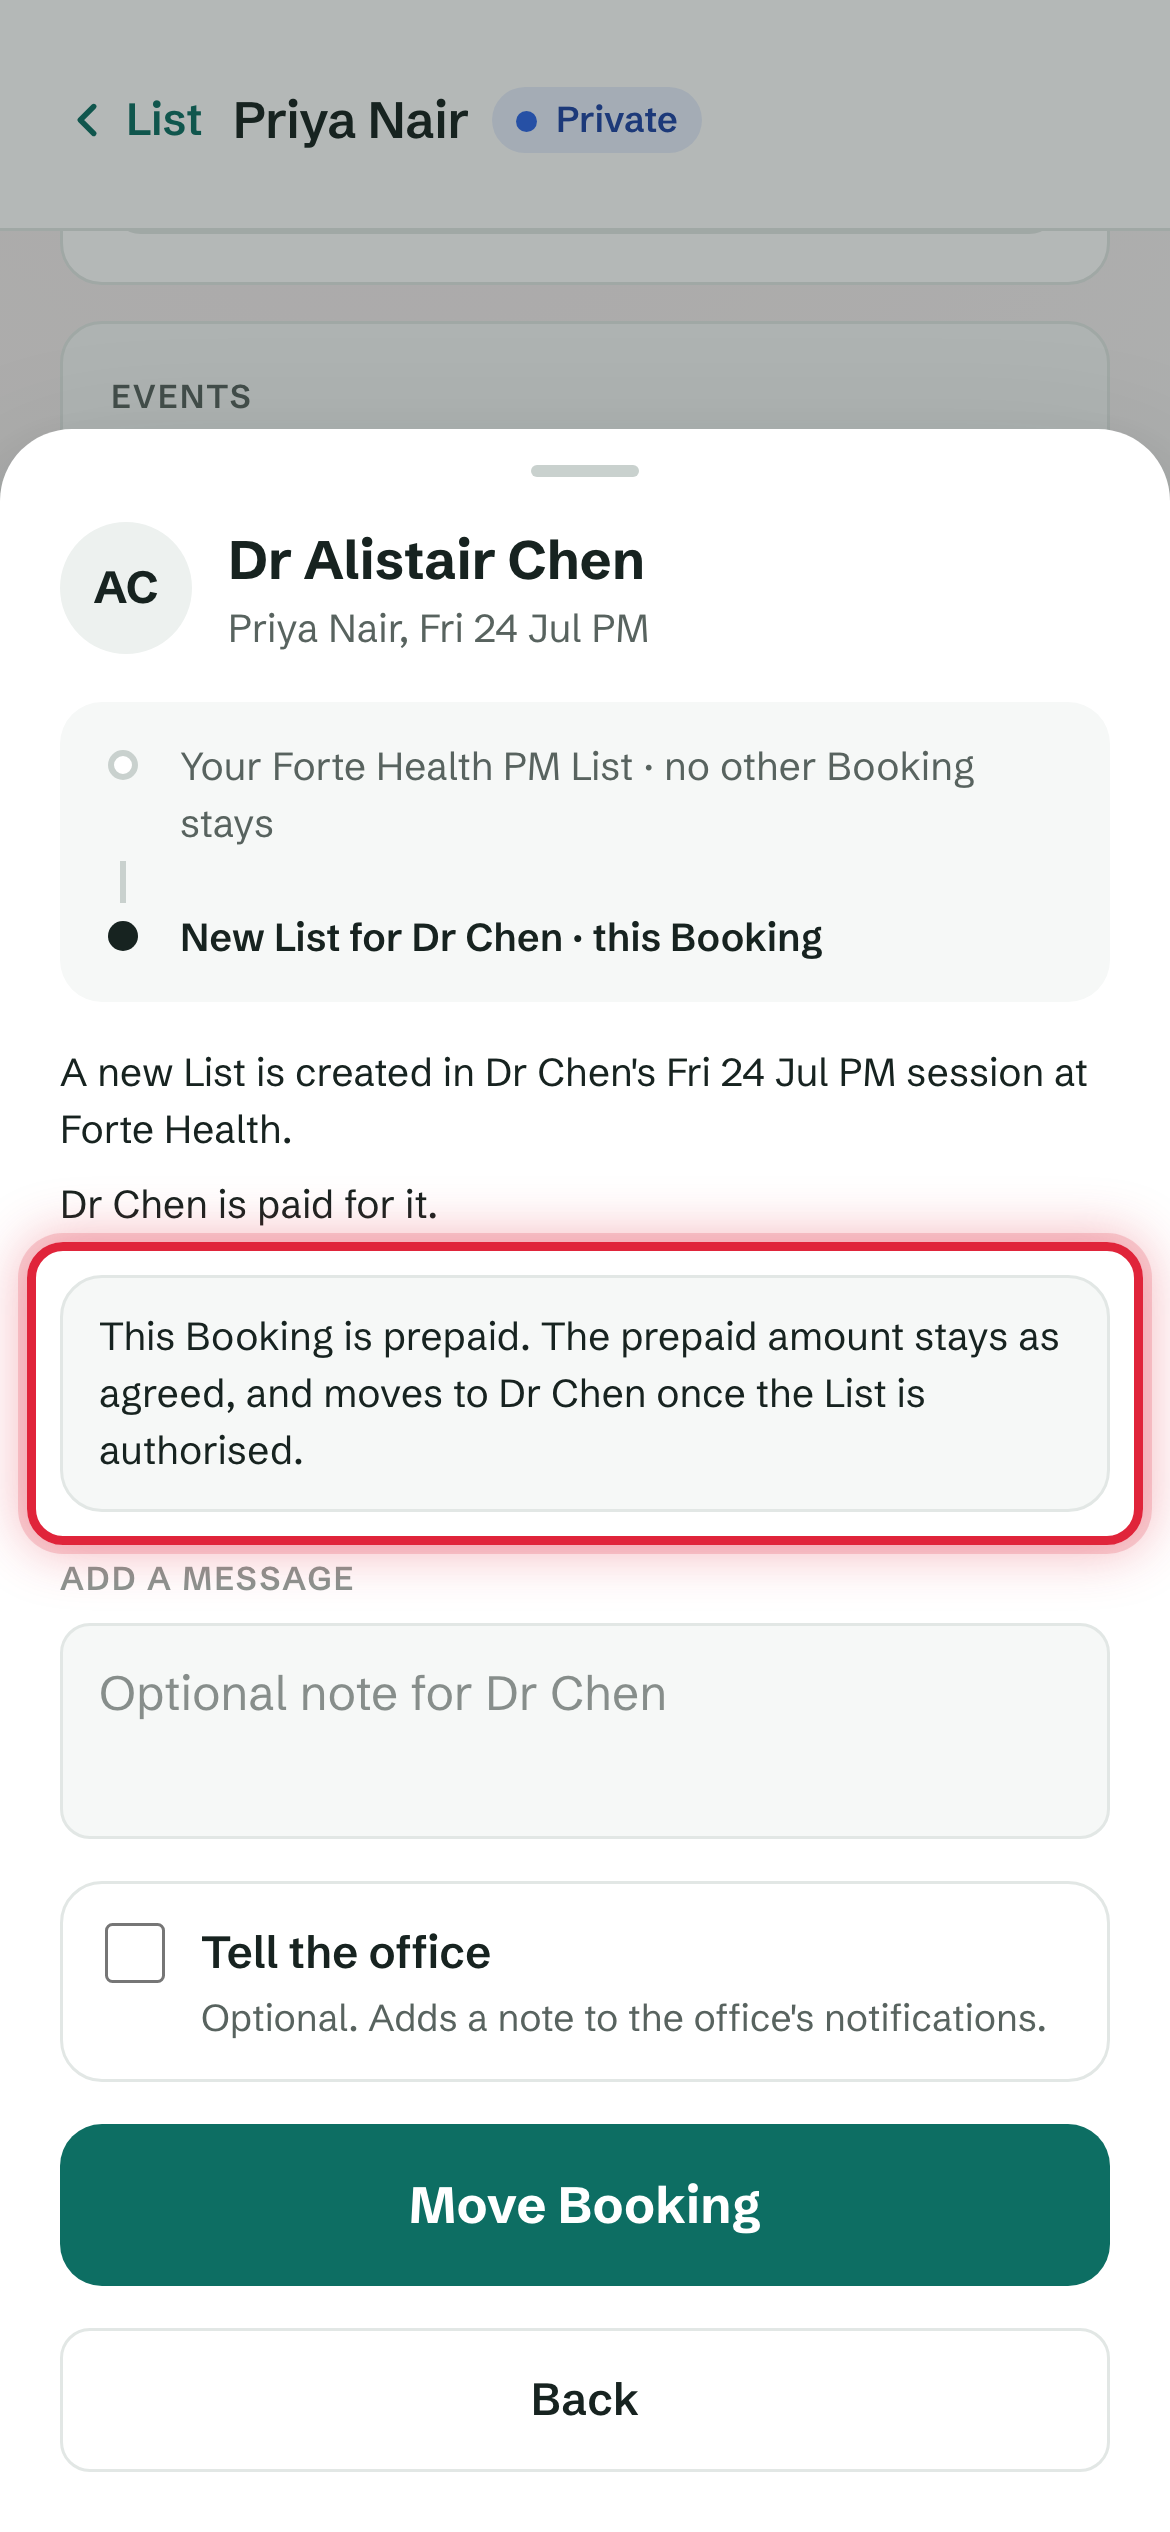 List Priya Nair Private
EVENTS
AC
Dr Alistair Chen
Priya Nair, Fri 24 Jul PM
Your Forte Health PM List · no other Booking
stays
New List for Dr Chen · this Booking
A new List is created in Dr Chen's Fri 24 Jul PM session at
Forte Health.
Dr Chen is paid for it.
This Booking is prepaid. The prepaid amount stays as
agreed, and moves to Dr Chen once the List is
authorised.
ADD A MESSAGE
Optional note for Dr Chen
Tell the office
Optional. Adds a note to the office's notifications.
Move Booking
Back